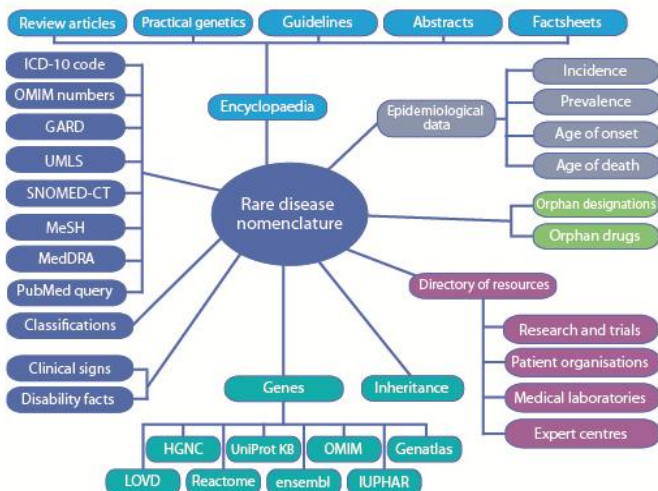 Review articles
Practical genetics
Guidelines
Abstracts
Factsheets
ICD-10 code
OMIM numbers
GARD
UMLS
SNOMED-CT
MeSH
MedDRA
PubMed query
Classifications
Clinical signs
Disability facts
Encyclopaedia
Rare disease
nomenclature
Epidemiological
data
Incidence
Prevalence
Age of onset
Age of death
Orphan designations
Orphan drugs
Directory of resources
Research and trials
Patient organisations
Medical laboratories
Expert centres
Genes
Inheritance
HGNC
UniProt KB
OMIM
Genatlas
LOVD
Reactome
ensembl
IUPHAR